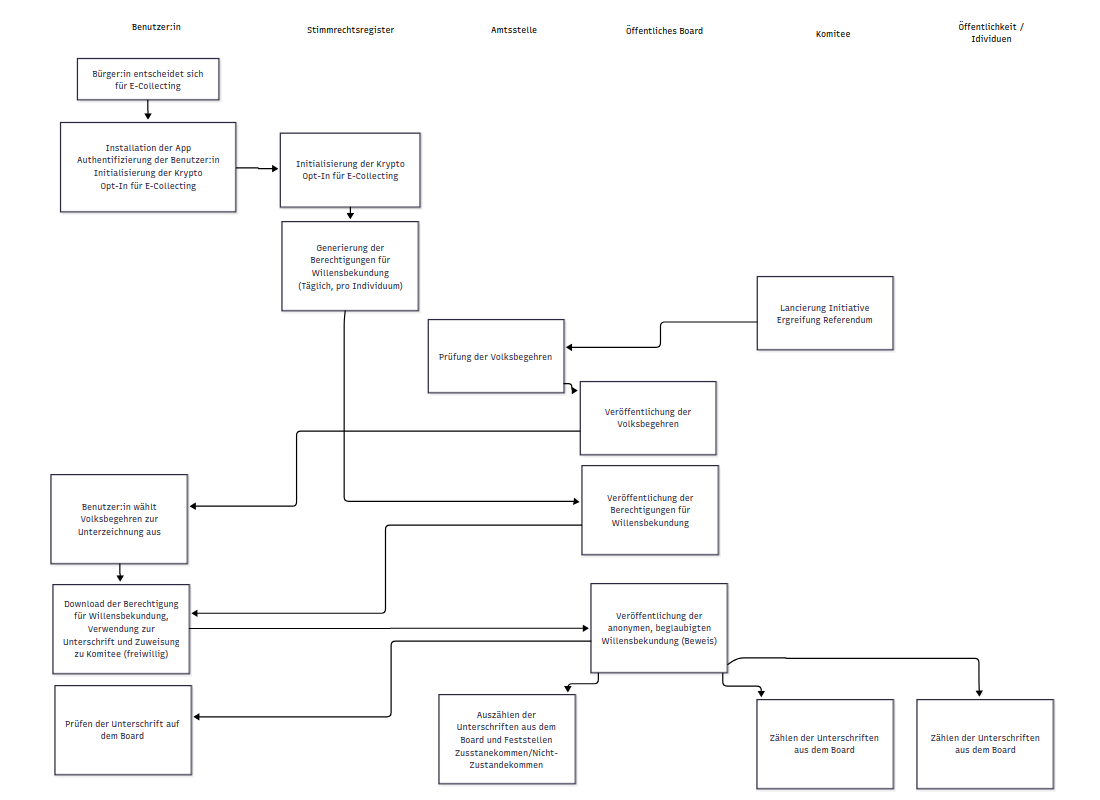 Benutzer:in
Stimmrechtsregister
Amtsstelle
Öffentliches Board
Komitee
Öffentlichkeit /
Idividuen
Bürger:in entscheidet sich
für E-Collecting
Installation der App
Authentifizierung der Benutzer:in
Initialisierung der Krypto
Opt-In für E-Collecting
Initialisierung der Krypto
Opt-In für E-Collecting
Generierung der
Berechtigungen für
Willensbekundung
(Täglich, pro Individuum)
Lancierung Initiative
Ergreifung Referendum
Prüfung der Volksbegehren
Veröffentlichung der
Volksbegehren
Benutzer:in wählt
Volksbegehren zur
Unterzeichnung aus
Veröffentlichung der
Berechtigungen für
Willensbekundung
Download der Berechtigung
für Willensbekundung,
Verwendung zur
Unterschrift und Zuweisung
zu Komitee (freiwillig)
Veröffentlichung der
anonymen, beglaubigten
Willensbekundung (Beweis)
Prüfen der Unterschrift auf
dem Board
Auszählen der
Unterschriften aus dem
Board und Feststellen
Zusstanekommen/Nicht-
Zustandekommen
Zählen der Unterschriften
aus dem Board
Zählen der Unterschriften
aus dem Board